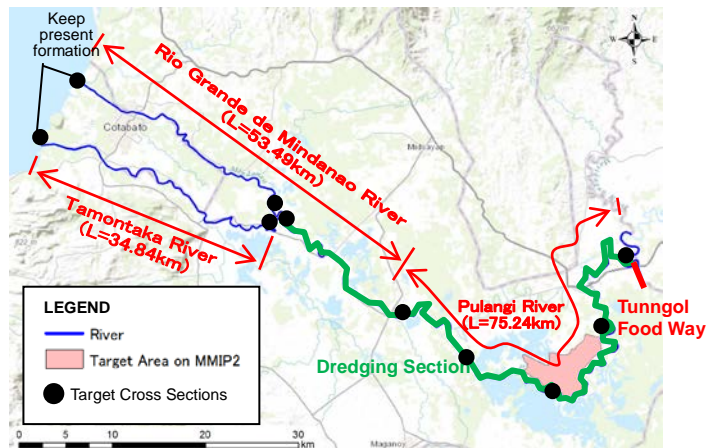 Keep
present
formation
N
W
E
S
Rio Grande de Mindanao River
(L=53.49km)
Cotabato
Tamontaka River
(L=34.84km)
Pulangi River
(L=75.24km)
Tunngol
Food Way
Dredging Section
LEGEND
River
Target Area on MMIP2
Target Cross Sections
Maganoy
0 5 10 20 30
km